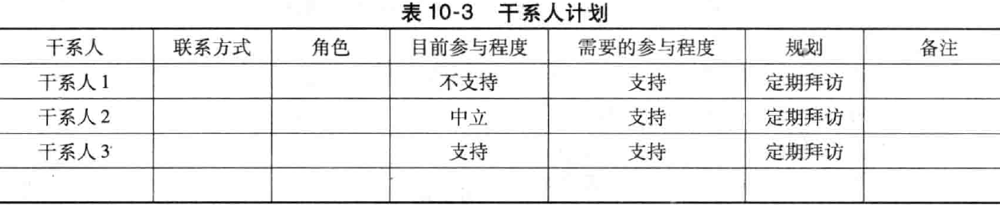 表 10-3 干系人计划
干系人 联系方式 角色 目前参与程度 需要的参与程度 规划 备注
干系人 1 不支持 支持 定期拜访
干系人 2 中立 支持 定期拜访
干系人 3 支持 支持 定期拜访